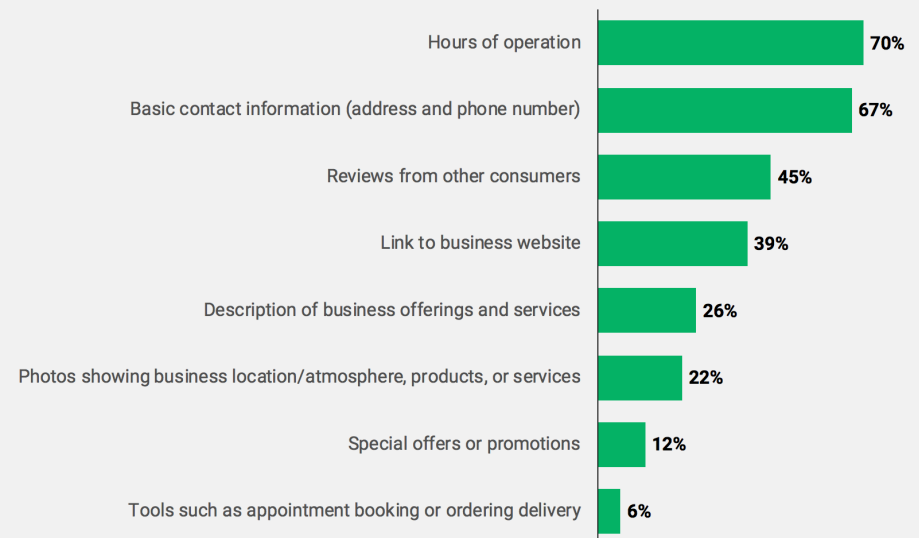 Hours of operation 70%
Basic contact information (address and phone number) 67%
Reviews from other consumers 45%
Link to business website 39%
Description of business offerings and services 26%
Photos showing business location/atmosphere, products, or services 22%
Special offers or promotions 12%
Tools such as appointment booking or ordering delivery 6%